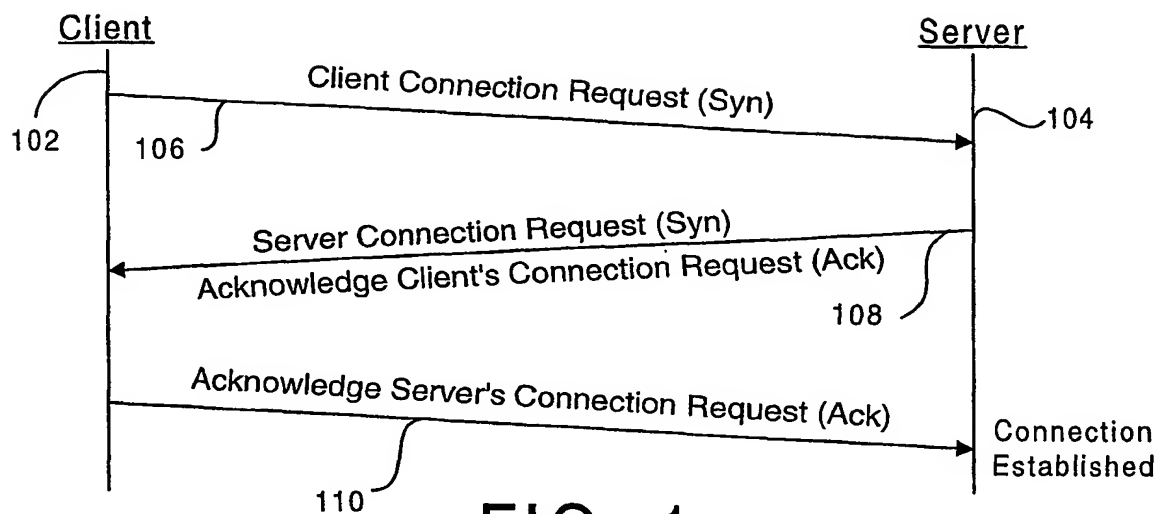 Client
Server
Client Connection Request (Syn)
102
106
104
Server Connection Request (Syn)
Acknowledge Client's Connection Request (Ack)
108
Acknowledge Server's Connection Request (Ack)
Connection
Established
110